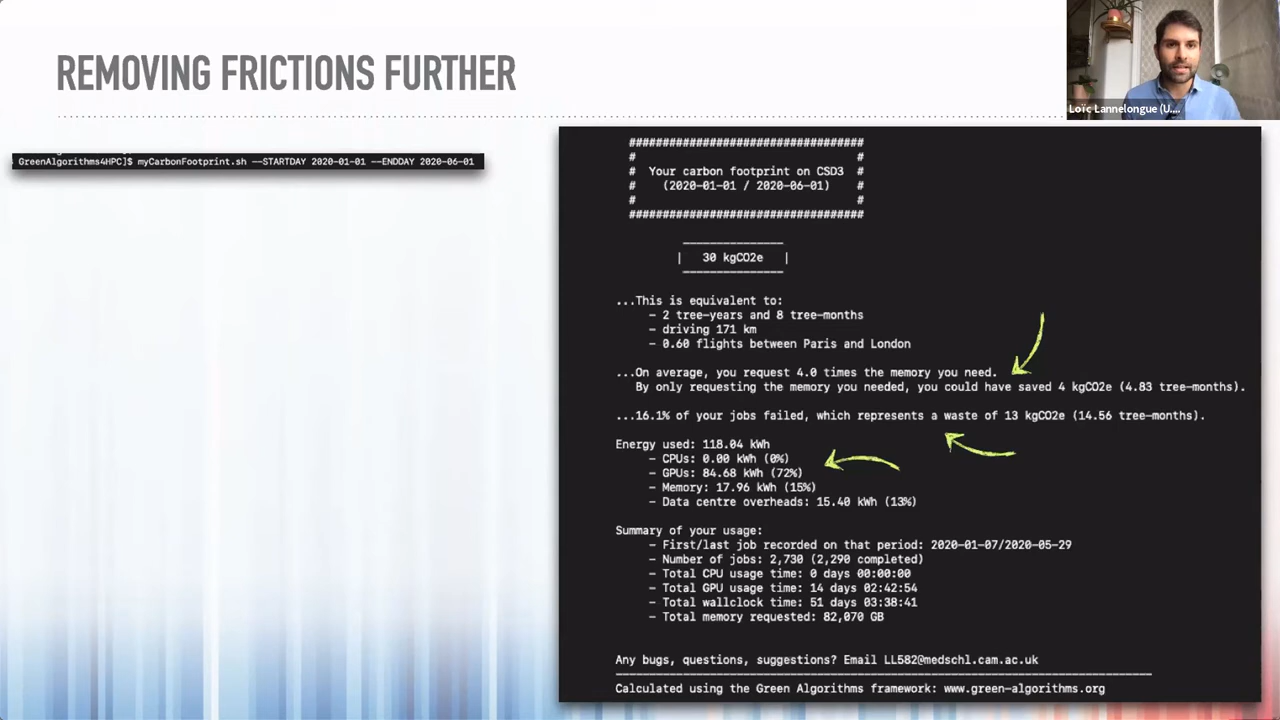 REMOVING FRICTIONS FURTHER
Loïc Lannelongue (U....
GreenAlgorithms4HPC]$ myCarbonFootprint.sh --STARTDAY 2020-01-01 --ENDDAY 2020-06-01
###################################
# #
# Your carbon footprint on CSD3 #
# (2020-01-01 / 2020-06-01) #
# #
###################################
---------------
| 30 kgCO2e |
---------------
...This is equivalent to:
- 2 tree-years and 8 tree-months
- driving 171 km
- 0.60 flights between Paris and London
...On average, you request 4.0 times the memory you need.
By only requesting the memory you needed, you could have saved 4 kgCO2e (4.83 tree-months).
...16.1% of your jobs failed, which represents a waste of 13 kgCO2e (14.56 tree-months).
Energy used: 118.04 kWh
- CPUs: 0.00 kWh (0%)
- GPUs: 84.68 kWh (72%)
- Memory: 17.96 kWh (15%)
- Data centre overheads: 15.40 kWh (13%)
Summary of your usage:
- First/last job recorded on that period: 2020-01-07/2020-05-29
- Number of jobs: 2,730 (2,290 completed)
- Total CPU usage time: 0 days 00:00:00
- Total GPU usage time: 14 days 02:42:54
- Total wallclock time: 51 days 03:38:41
- Total memory requested: 82,070 GB
Any bugs, questions, suggestions? Email LL582@medschl.cam.ac.uk
---------------------------------------------------------------------
Calculated using the Green Algorithms framework: www.green-algorithms.org